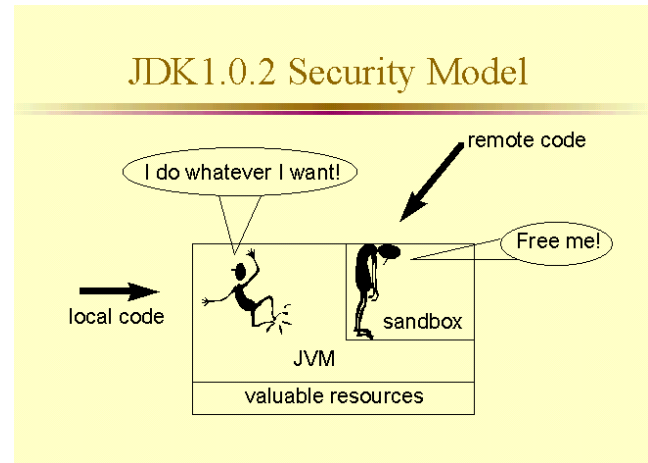 JDK1.0.2 Security Model
remote code
I do whatever I want!
Free me!
local code
sandbox
JVM
valuable resources